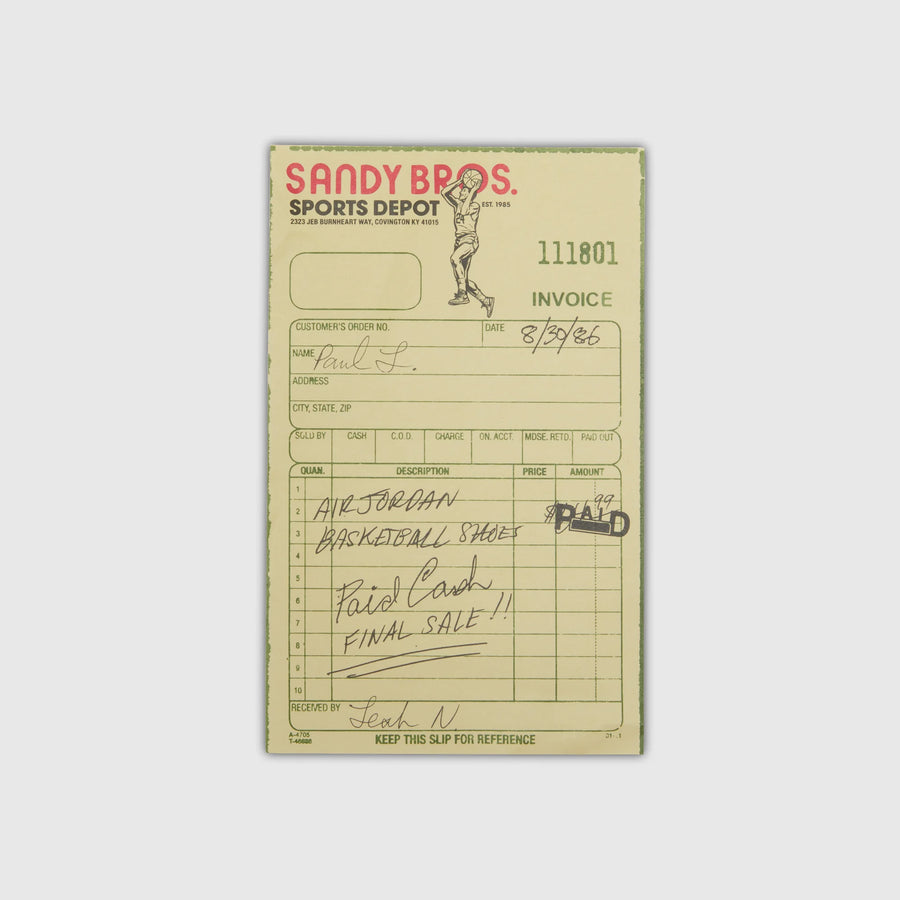 SANDY BROS.
SPORTS DEPOT
EST. 1985
2323 JEB BURNHEART WAY, COVINGTON KY 41015
111801
INVOICE
CUSTOMER'S ORDER NO. DATE 8/30/86
NAME Paul L.
ADDRESS
CITY, STATE, ZIP
SOLD BY CASH C.O.D. CHARGE ON. ACCT. MDSE. RETD. PAID OUT
QUAN. DESCRIPTION PRICE AMOUNT
1
2 AIR JORDAN 99
PAID
3 BASKETBALL SHOES
4
5
6 Paid Cash
7 FINAL SALE!!
8
9
10
RECEIVED BY Leah N.
A-4705
T-46886
KEEP THIS SLIP FOR REFERENCE